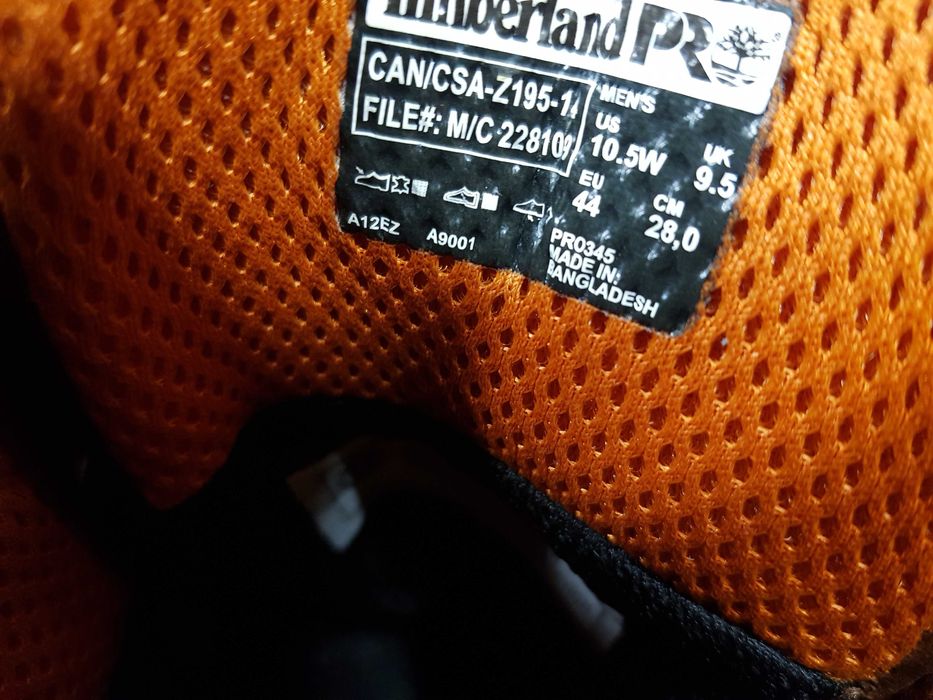 Timberland PRO
CAN/CSA-Z195-14
FILE#: M/C 228109
MEN'S
US
10.5W
UK
9.5
EU
44
CM
28,0
A12EZ A9001
PRO345
MADE IN:
BANGLADESH